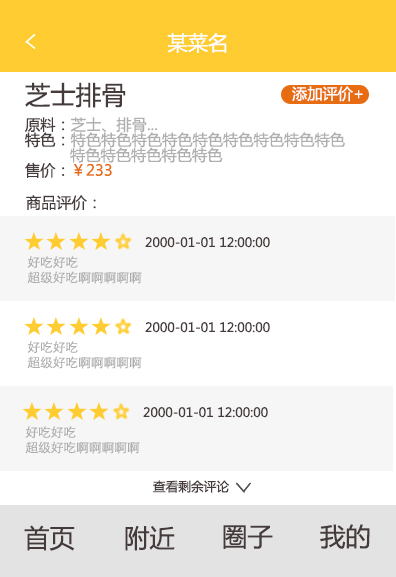 某菜名
芝士排骨 添加评价+
原料：芝士、排骨...
特色：特色特色特色特色特色特色特色特色特色
特色特色特色特色特色
售价：￥233
商品评价：
2000-01-01 12:00:00
好吃好吃
超级好吃啊啊啊啊啊
2000-01-01 12:00:00
好吃好吃
超级好吃啊啊啊啊啊
2000-01-01 12:00:00
好吃好吃
超级好吃啊啊啊啊啊
查看剩余评论
首页 附近 圈子 我的